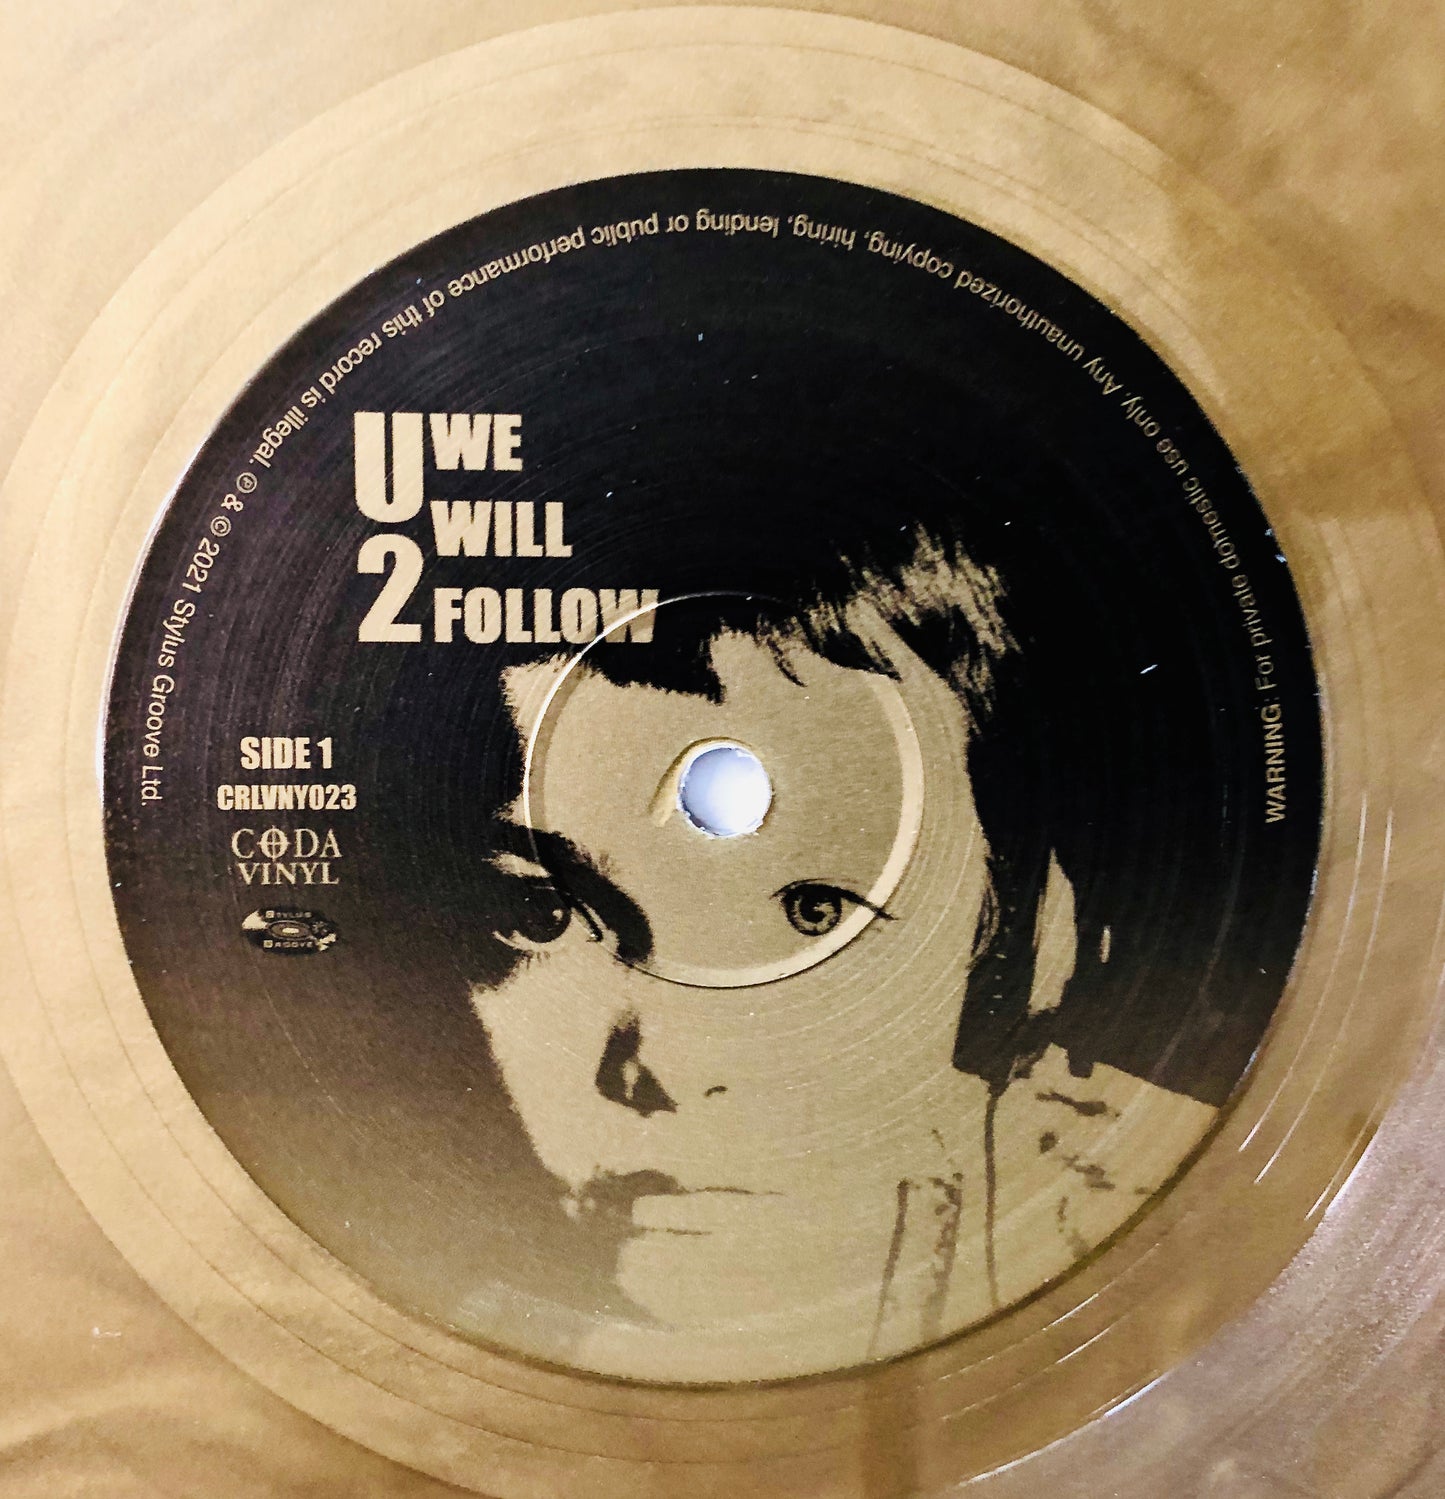 U2
WE
WILL
FOLLOW
SIDE 1
CRLVNY023
CODA
VINYL
STYLUS
GROOVE
WARNING: For private domestic use only. Any unauthorized copying, hiring, lending or public performance of this record is illegal. ℗ & © 2021 Stylus Groove Ltd.